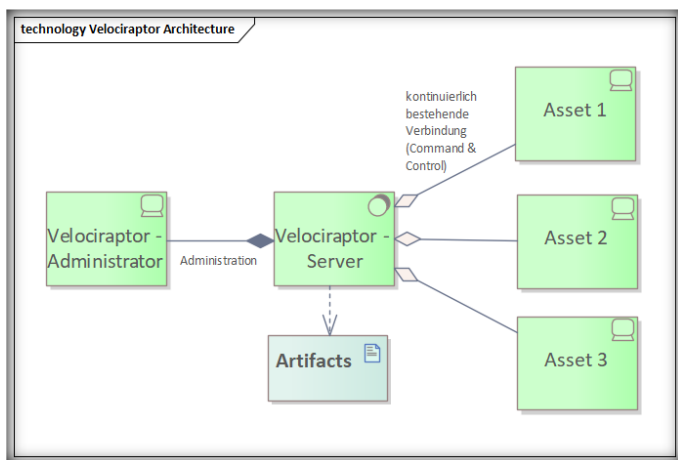 technology Velociraptor Architecture
kontinuierlich
bestehende
Verbindung
(Command &
Control)
Asset 1
Velociraptor -
Administrator
Administration
Velociraptor -
Server
Asset 2
Artifacts
Asset 3